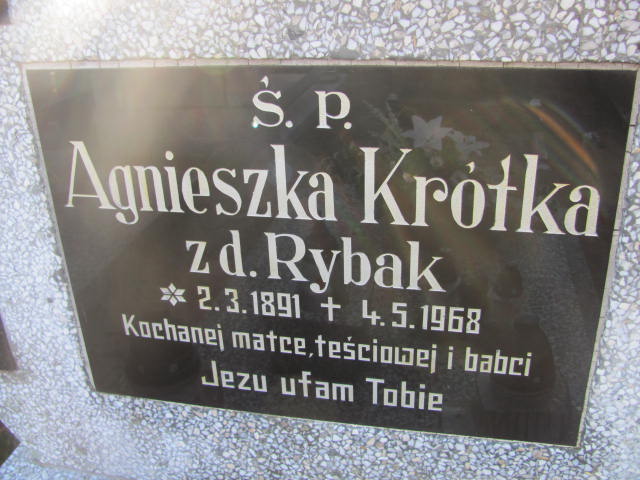 Ś. P.
Agnieszka Krótka
z d. Rybak
* 2.3.1891 + 4.5.1968
Kochanej matce, teściowej i babci
Jezu ufam Tobie